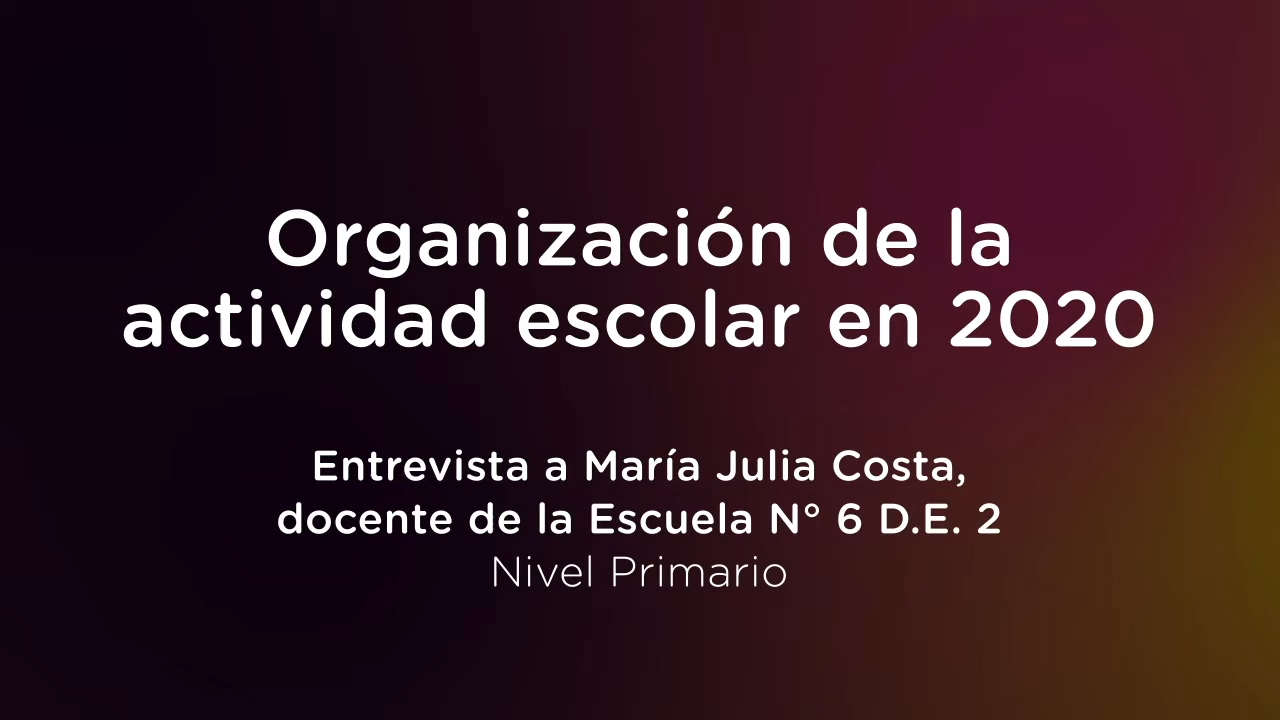 Organización de la
actividad escolar en 2020
Entrevista a María Julia Costa,
docente de la Escuela N° 6 D.E. 2
Nivel Primario